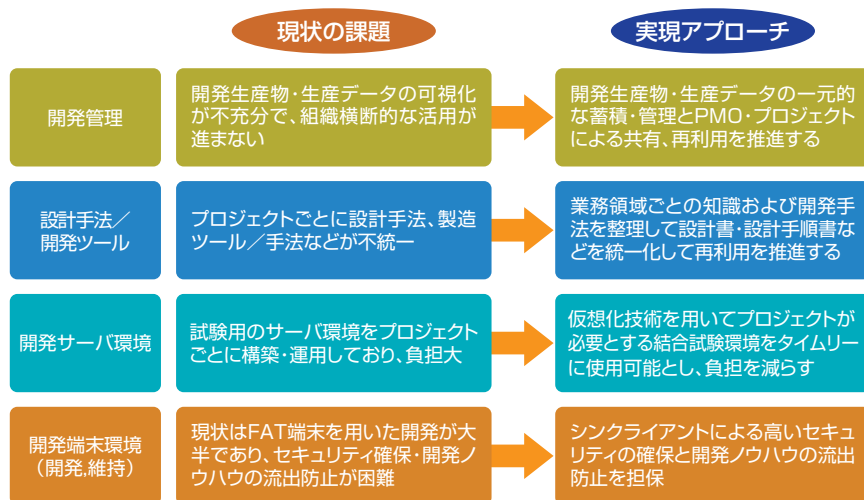 現状の課題
実現アプローチ
開発管理
開発生産物・生産データの可視化
が不充分で、組織横断的な活用が
進まない
開発生産物・生産データの一元的
な蓄積・管理とPMO・プロジェクト
による共有、再利用を推進する
設計手法／
開発ツール
プロジェクトごとに設計手法、製造
ツール／手法などが不統一
業務領域ごとの知識および開発手
法を整理して設計書・設計手順書な
どを統一化して再利用を推進する
開発サーバ環境
試験用のサーバ環境をプロジェクト
ごとに構築・運用しており、負担大
仮想化技術を用いてプロジェクトが
必要とする結合試験環境をタイムリー
に使用可能とし、負担を減らす
開発端末環境
（開発,維持）
現状はFAT端末を用いた開発が大
半であり、セキュリティ確保・開発ノ
ウハウの流出防止が困難
シンクライアントによる高いセキュ
リティの確保と開発ノウハウの流出
防止を担保